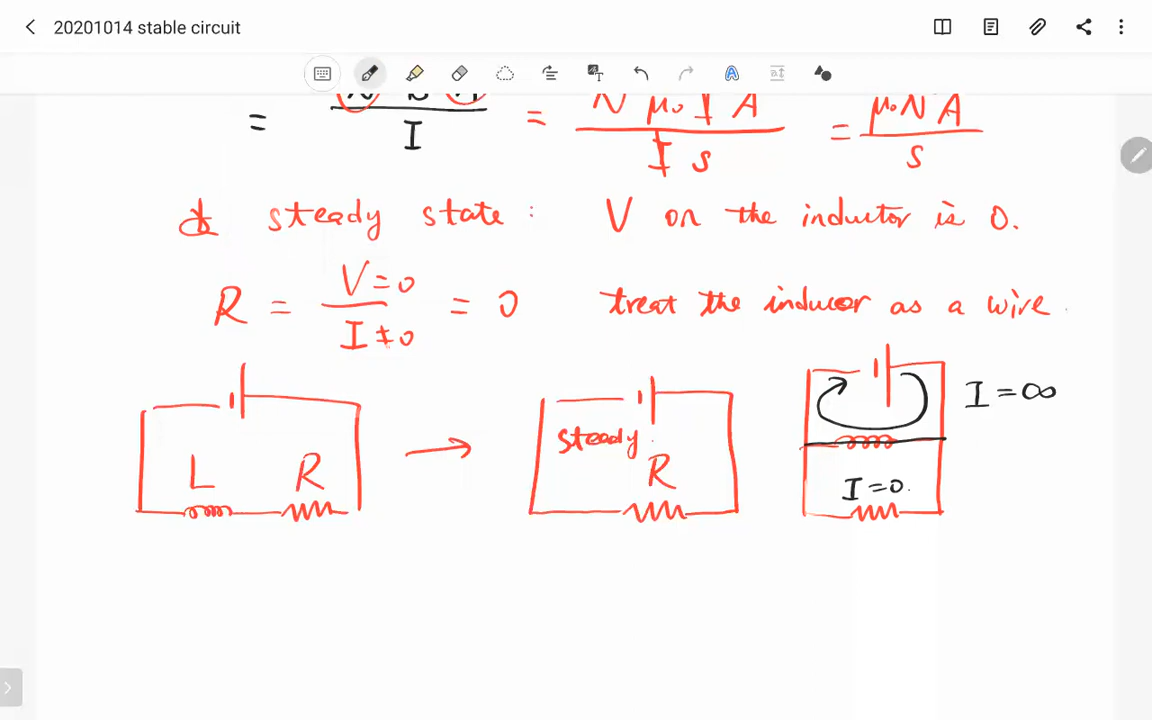 20201014 stable circuit
= I = N μ₀ I A / I s = μ₀ N A / s
steady state : V on the inductor is 0.
R = V=0 / I ≠ 0 = 0 treat the inducor as a wire.
I = ∞
steady
L R R I = 0.